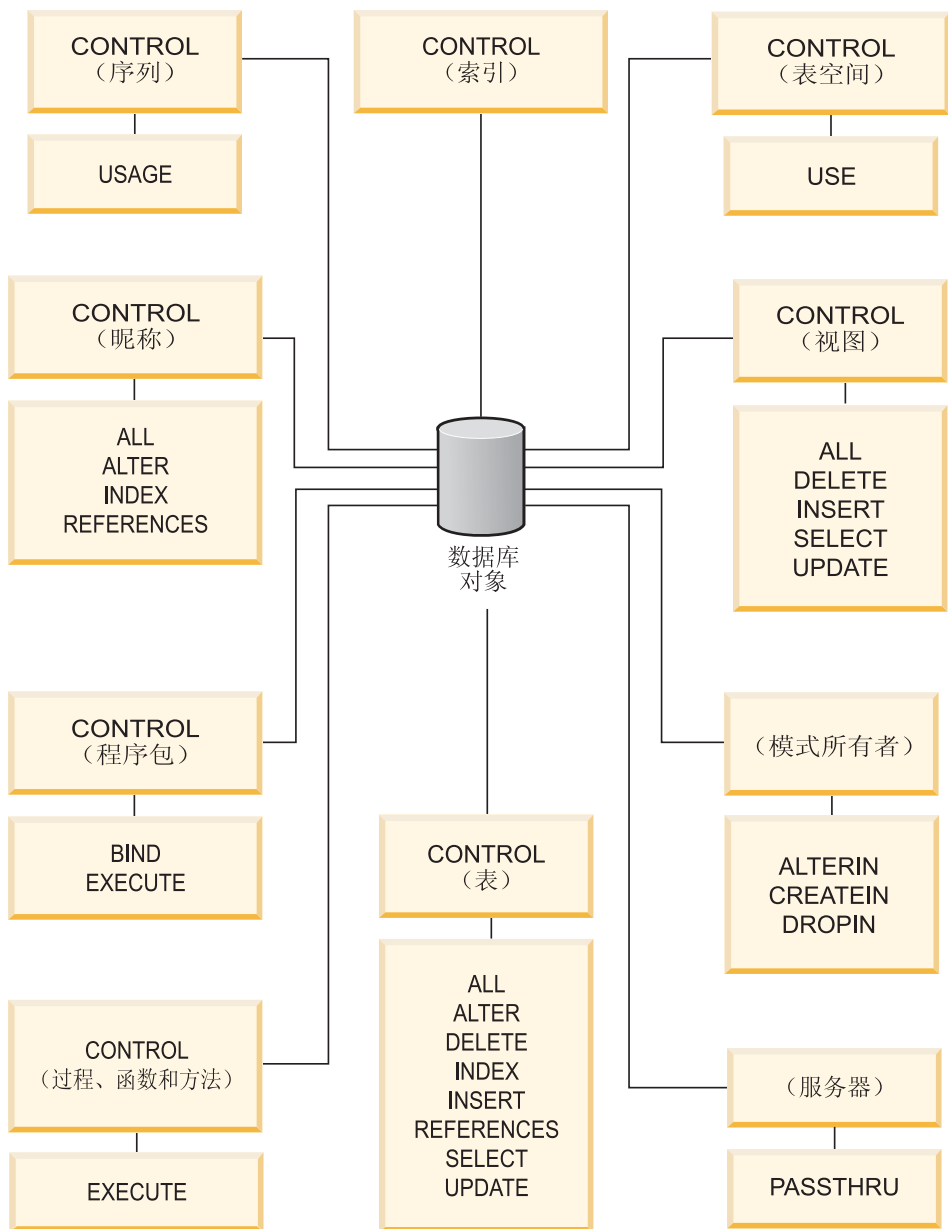 CONTROL
（序列）
USAGE
CONTROL
（索引）
CONTROL
（表空间）
USE
CONTROL
（昵称）
ALL
ALTER
INDEX
REFERENCES
CONTROL
（视图）
ALL
DELETE
INSERT
SELECT
UPDATE
数据库
对象
CONTROL
（程序包）
BIND
EXECUTE
（模式所有者）
ALTERIN
CREATEIN
DROPIN
CONTROL
（表）
ALL
ALTER
DELETE
INDEX
INSERT
REFERENCES
SELECT
UPDATE
CONTROL
（过程、函数和方法）
EXECUTE
（服务器）
PASSTHRU